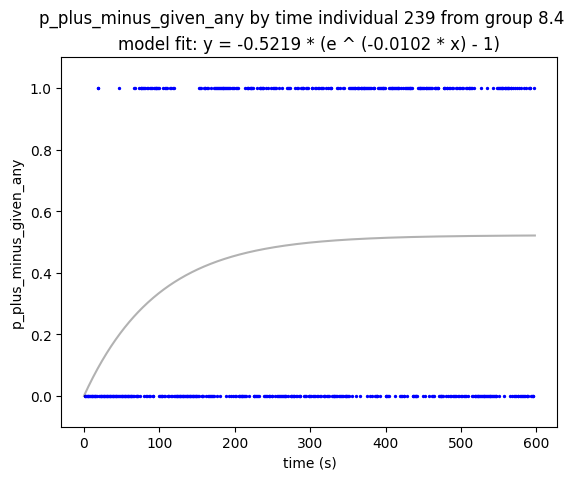 p_plus_minus_given_any by time individual 239 from group 8.4
model fit: y = -0.5219 * (e ^ (-0.0102 * x) - 1)
1.0
0.8
0.6
0.4
0.2
0.0
p_plus_minus_given_any
0 100 200 300 400 500 600
time (s)